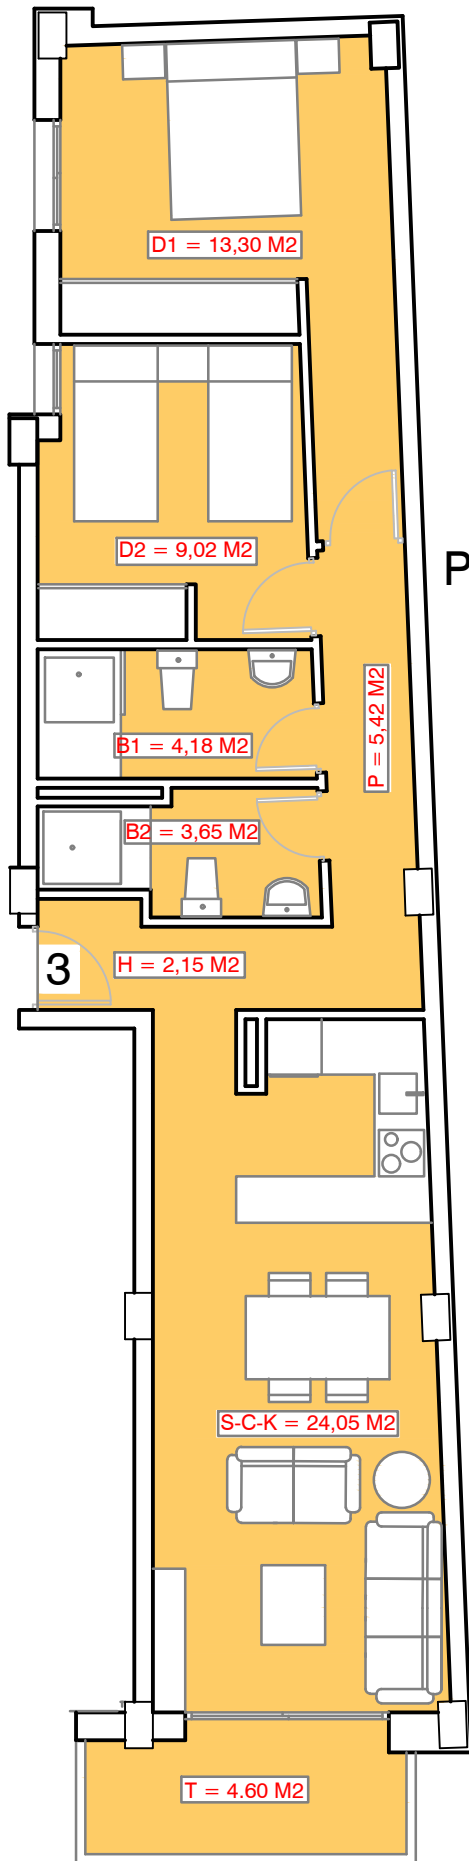 D1 = 13,30 M2
D2 = 9,02 M2
P
P = 5,42 M2
B1 = 4,18 M2
B2 = 3,65 M2
3
H = 2,15 M2
S-C-K = 24,05 M2
T = 4.60 M2